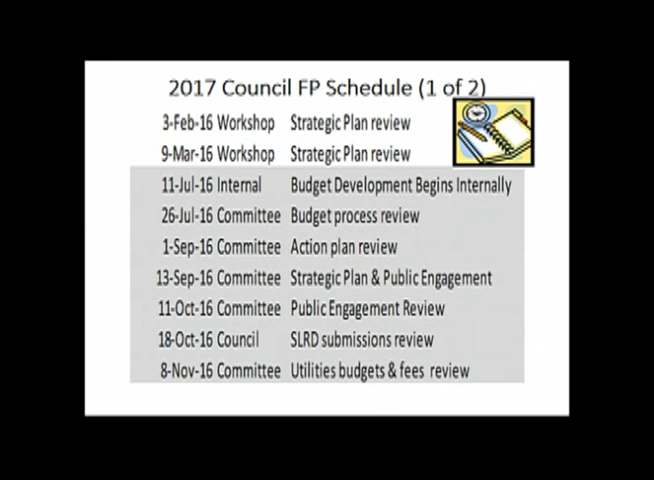 2017 Council FP Schedule (1 of 2)
3-Feb-16 Workshop Strategic Plan review
9-Mar-16 Workshop Strategic Plan review
11-Jul-16 Internal Budget Development Begins Internally
26-Jul-16 Committee Budget process review
1-Sep-16 Committee Action plan review
13-Sep-16 Committee Strategic Plan & Public Engagement
11-Oct-16 Committee Public Engagement Review
18-Oct-16 Council SLRD submissions review
8-Nov-16 Committee Utilities budgets & fees review